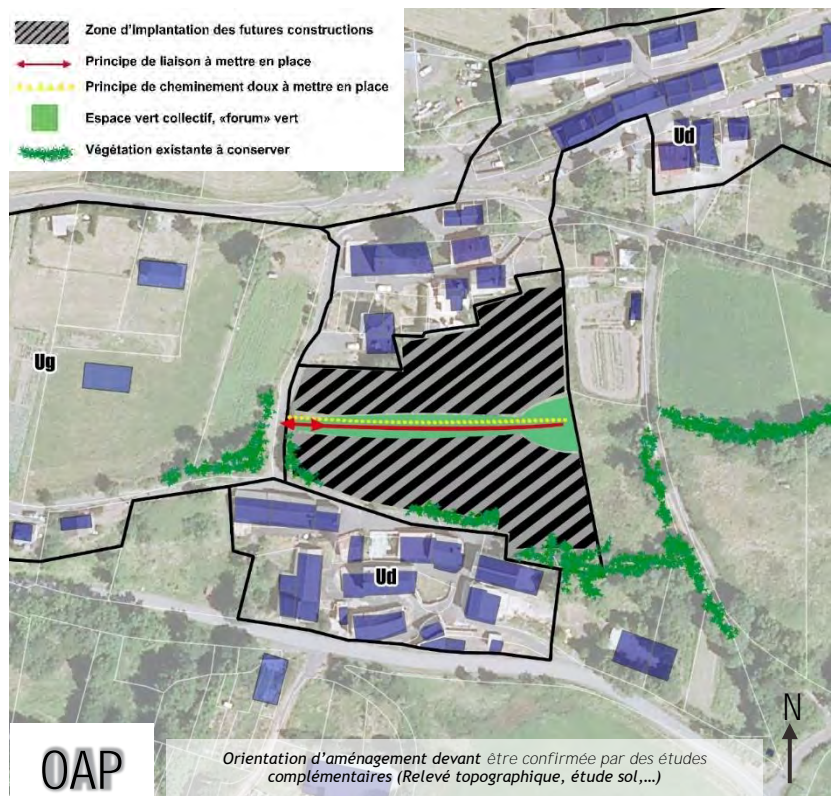 Zone d'implantation des futures constructions
Principe de liaison à mettre en place
Principe de cheminement doux à mettre en place
Espace vert collectif, «forum» vert
Végétation existante à conserver
Ud
Ug
Ud
N
OAP
Orientation d'aménagement devant être confirmée par des études
complémentaires (Relevé topographique, étude sol,...)